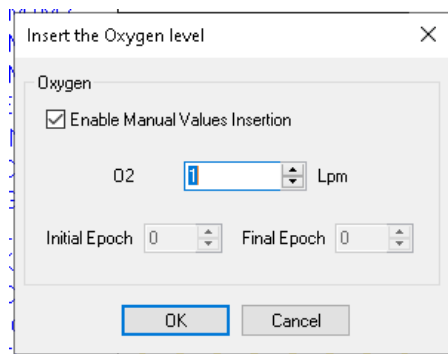 Insert the Oxygen level
Oxygen
Enable Manual Values Insertion
O2 1 Lpm
Initial Epoch 0 Final Epoch 0
OK Cancel